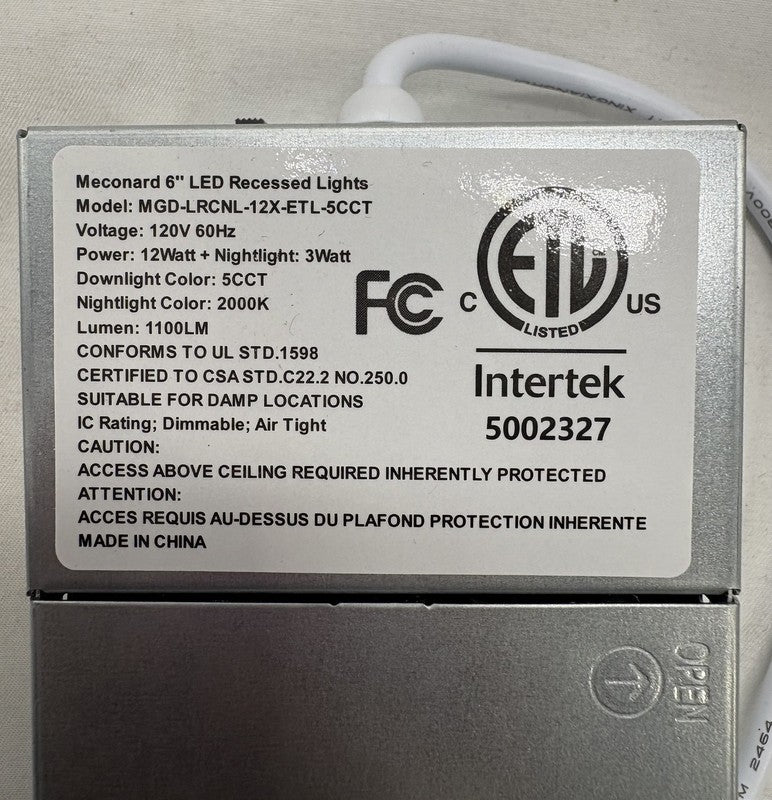 Meconard 6" LED Recessed Lights
Model: MGD-LRCNL-12X-ETL-5CCT
Voltage: 120V 60Hz
Power: 12Watt + Nightlight: 3Watt
Downlight Color: 5CCT
Nightlight Color: 2000K
Lumen: 1100LM
CONFORMS TO UL STD.1598
CERTIFIED TO CSA STD.C22.2 NO.250.0
SUITABLE FOR DAMP LOCATIONS
IC Rating; Dimmable; Air Tight
CAUTION:
ACCESS ABOVE CEILING REQUIRED INHERENTLY PROTECTED
ATTENTION:
ACCES REQUIS AU-DESSUS DU PLAFOND PROTECTION INHERENTE
MADE IN CHINA
FC
C ETL US
LISTED
Intertek
5002327
OPEN
2464